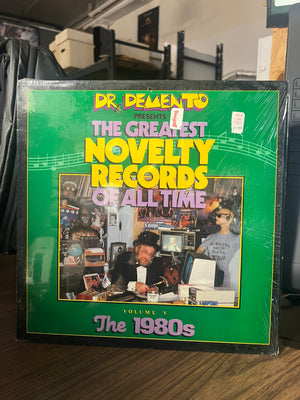 DR. DEMENTO
PRESENTS
THE GREATEST
NOVELTY
RECORDS
OF ALL TIME
VOLUME V
The 1980s